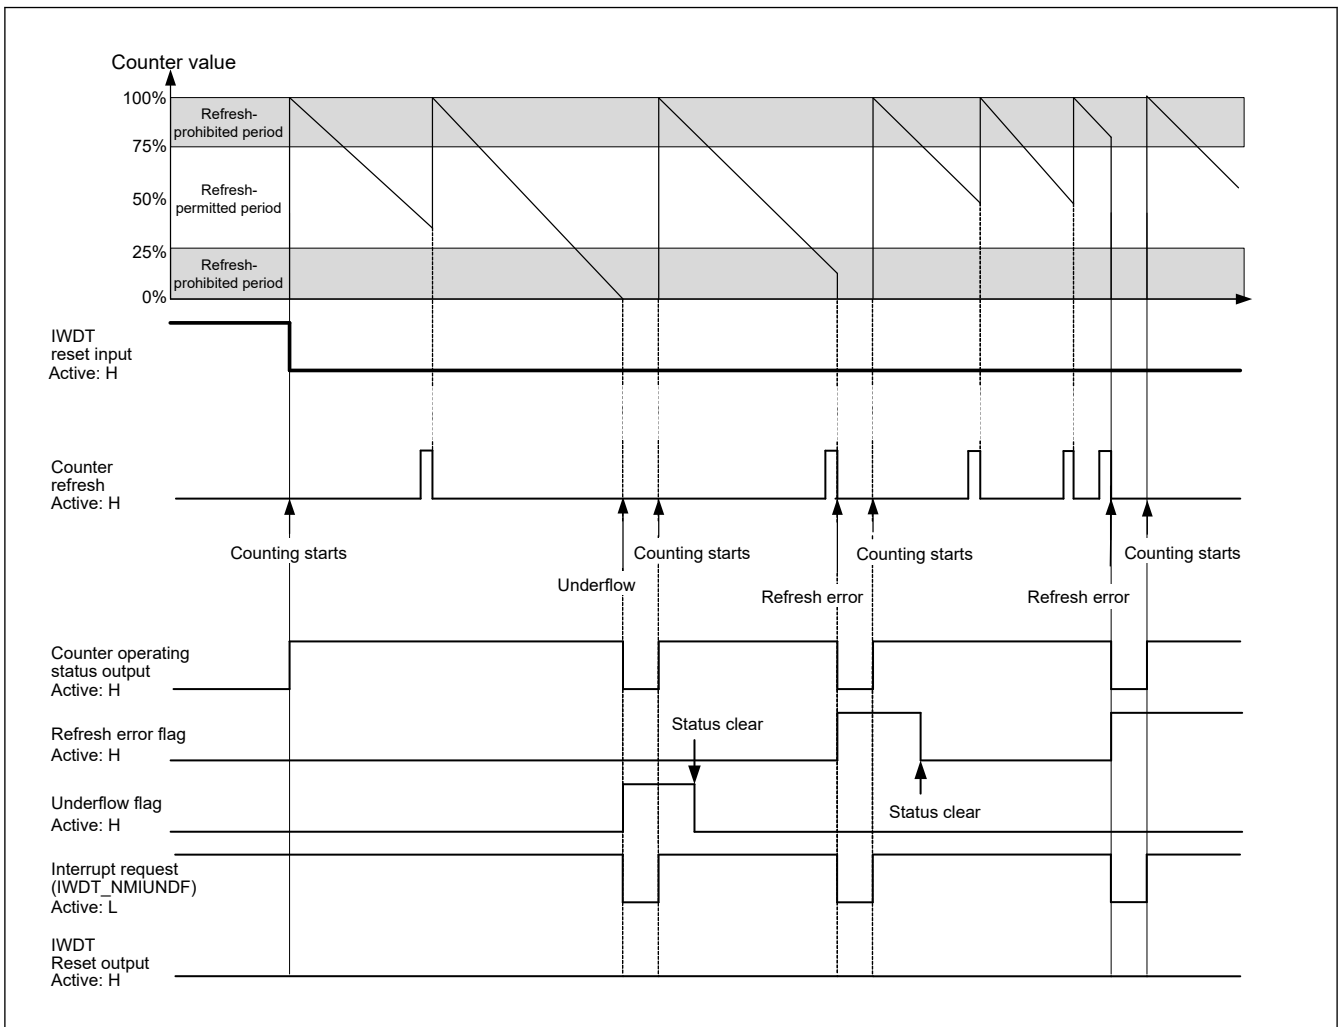 Counter value
100%
Refresh-
prohibited period
75%
Refresh-
permitted period
50%
25%
Refresh-
prohibited period
0%
IWDT
reset input
Active: H
Counter
refresh
Active: H
Counting starts
Counting starts
Counting starts
Counting starts
Underflow
Refresh error
Refresh error
Counter operating
status output
Active: H
Status clear
Refresh error flag
Active: H
Underflow flag
Active: H
Status clear
Interrupt request
(IWDT_NMIUNDF)
Active: L
IWDT
Reset output
Active: H